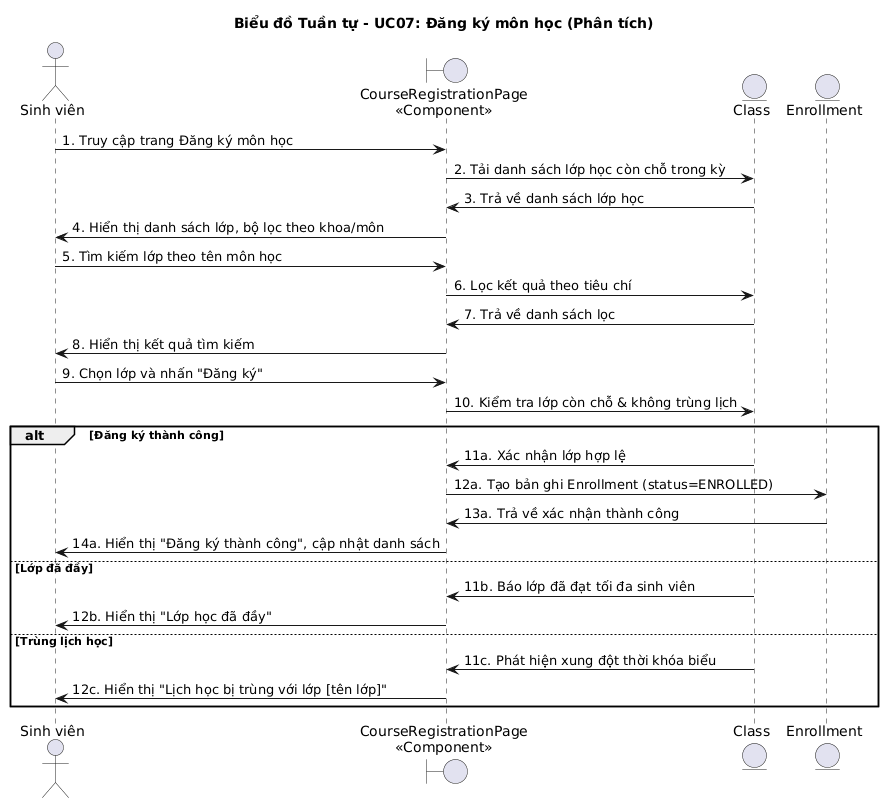 Biểu đồ Tuần tự - UC07: Đăng ký môn học (Phân tích)
Sinh viên
CourseRegistrationPage
«Component»
Class
Enrollment
1. Truy cập trang Đăng ký môn học
2. Tải danh sách lớp học còn chỗ trong kỳ
3. Trả về danh sách lớp học
4. Hiển thị danh sách lớp, bộ lọc theo khoa/môn
5. Tìm kiếm lớp theo tên môn học
6. Lọc kết quả theo tiêu chí
7. Trả về danh sách lọc
8. Hiển thị kết quả tìm kiếm
9. Chọn lớp và nhấn "Đăng ký"
10. Kiểm tra lớp còn chỗ & không trùng lịch
alt [Đăng ký thành công]
11a. Xác nhận lớp hợp lệ
12a. Tạo bản ghi Enrollment (status=ENROLLED)
13a. Trả về xác nhận thành công
14a. Hiển thị "Đăng ký thành công", cập nhật danh sách
[Lớp đã đầy]
11b. Báo lớp đã đạt tối đa sinh viên
12b. Hiển thị "Lớp học đã đầy"
[Trùng lịch học]
11c. Phát hiện xung đột thời khóa biểu
12c. Hiển thị "Lịch học bị trùng với lớp [tên lớp]"
Sinh viên
CourseRegistrationPage
«Component»
Class
Enrollment